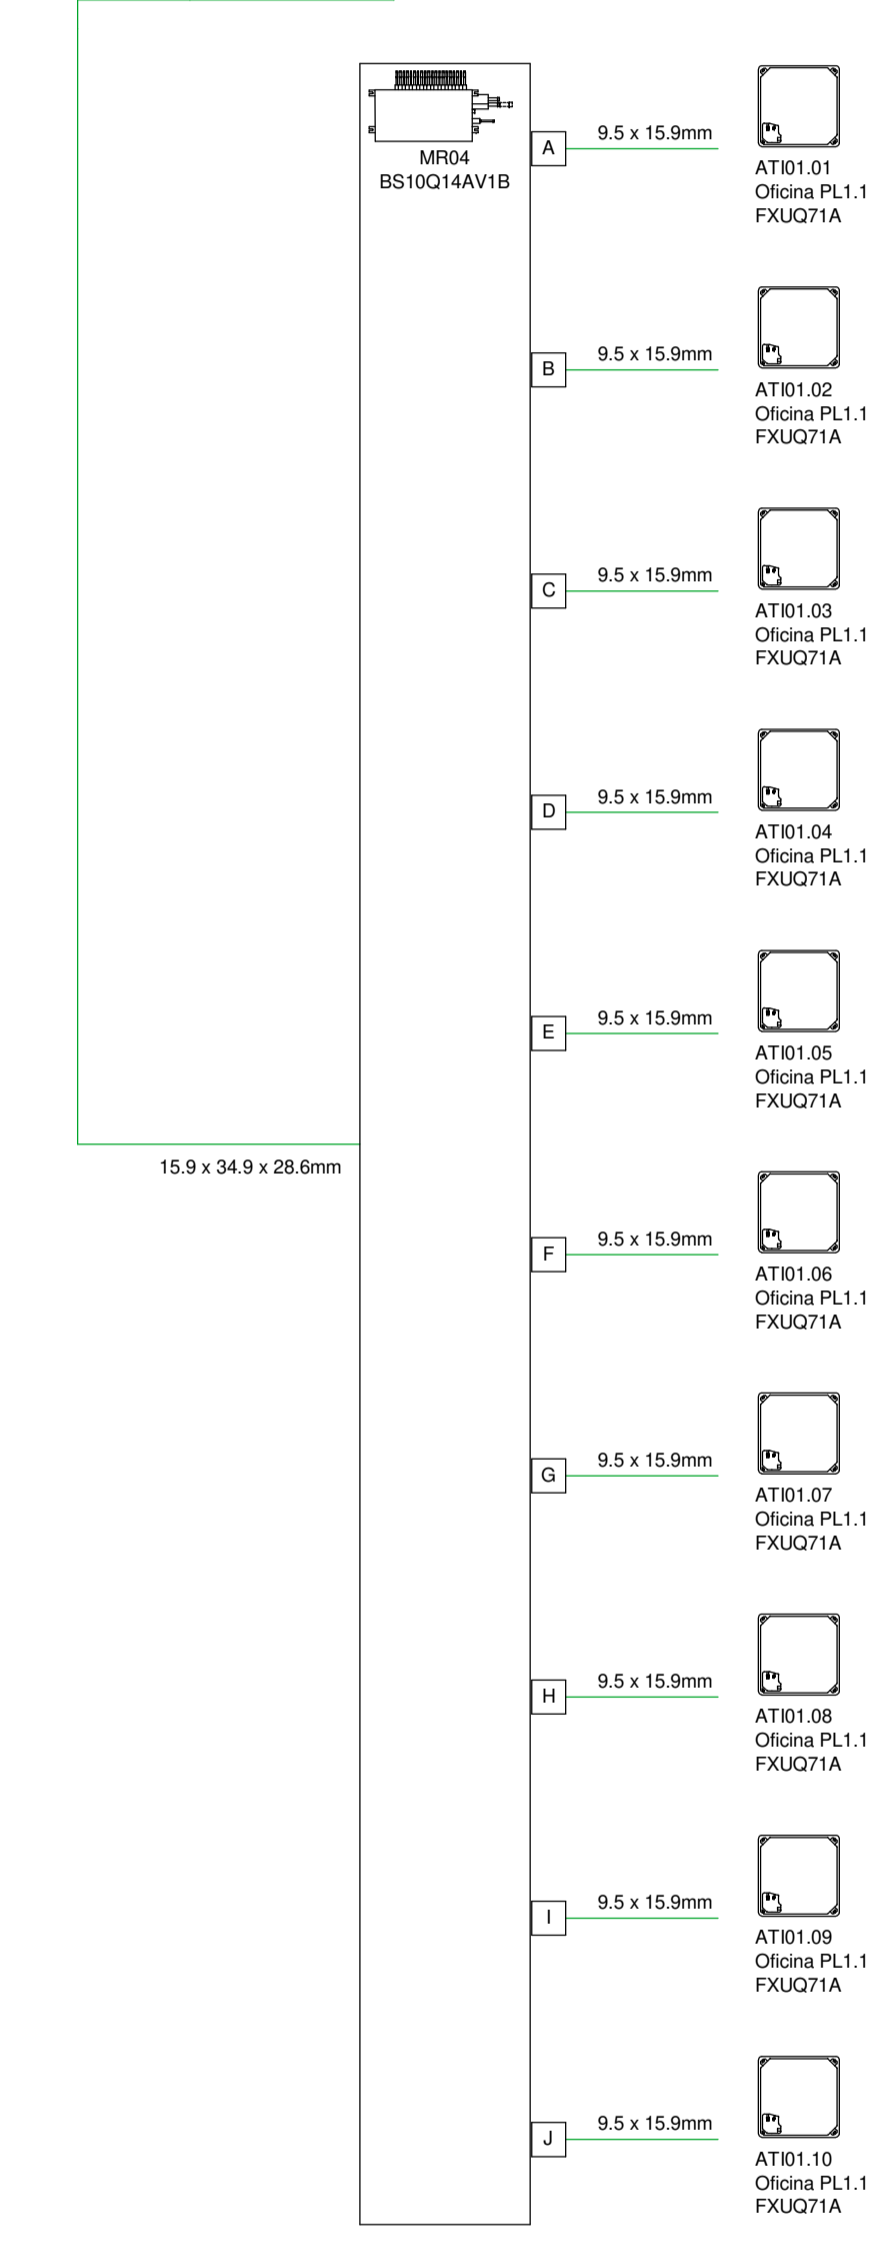 MR04
BS10Q14AV1B
A
9.5 x 15.9mm
ATI01.01
Oficina PL1.1
FXUQ71A
B
9.5 x 15.9mm
ATI01.02
Oficina PL1.1
FXUQ71A
C
9.5 x 15.9mm
ATI01.03
Oficina PL1.1
FXUQ71A
D
9.5 x 15.9mm
ATI01.04
Oficina PL1.1
FXUQ71A
E
9.5 x 15.9mm
ATI01.05
Oficina PL1.1
FXUQ71A
15.9 x 34.9 x 28.6mm
F
9.5 x 15.9mm
ATI01.06
Oficina PL1.1
FXUQ71A
G
9.5 x 15.9mm
ATI01.07
Oficina PL1.1
FXUQ71A
H
9.5 x 15.9mm
ATI01.08
Oficina PL1.1
FXUQ71A
I
9.5 x 15.9mm
ATI01.09
Oficina PL1.1
FXUQ71A
J
9.5 x 15.9mm
ATI01.10
Oficina PL1.1
FXUQ71A